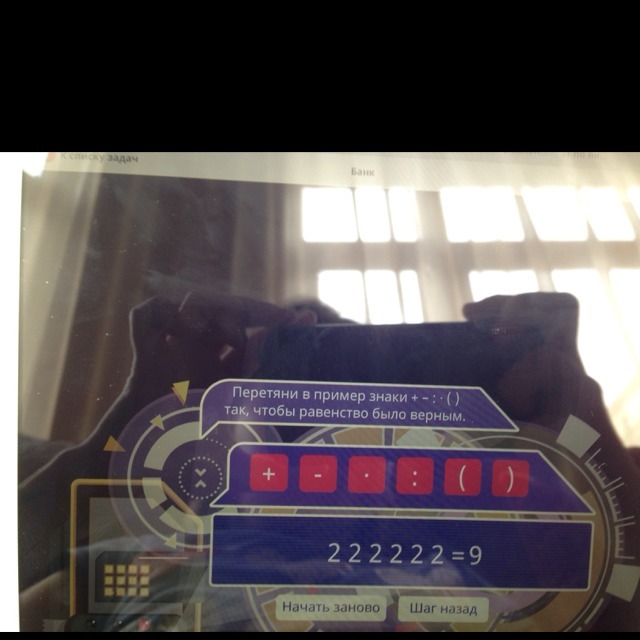 К списку задач
Банк
Перетяни в пример знаки + – : · ( )
так, чтобы равенство было верным.
+ - · : ( )
2 2 2 2 2 2 = 9
Начать заново Шаг назад